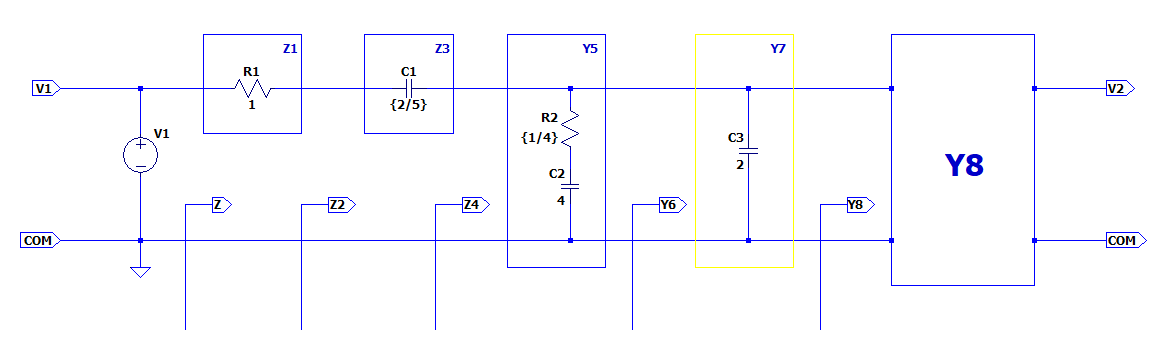 Z1
Z3
Y5
Y7
R1
C1
V1
V2
1
{2/5}
R2
{1/4}
V1
C3
2
Y8
C2
4
Z
Z2
Z4
Y6
Y8
COM
COM